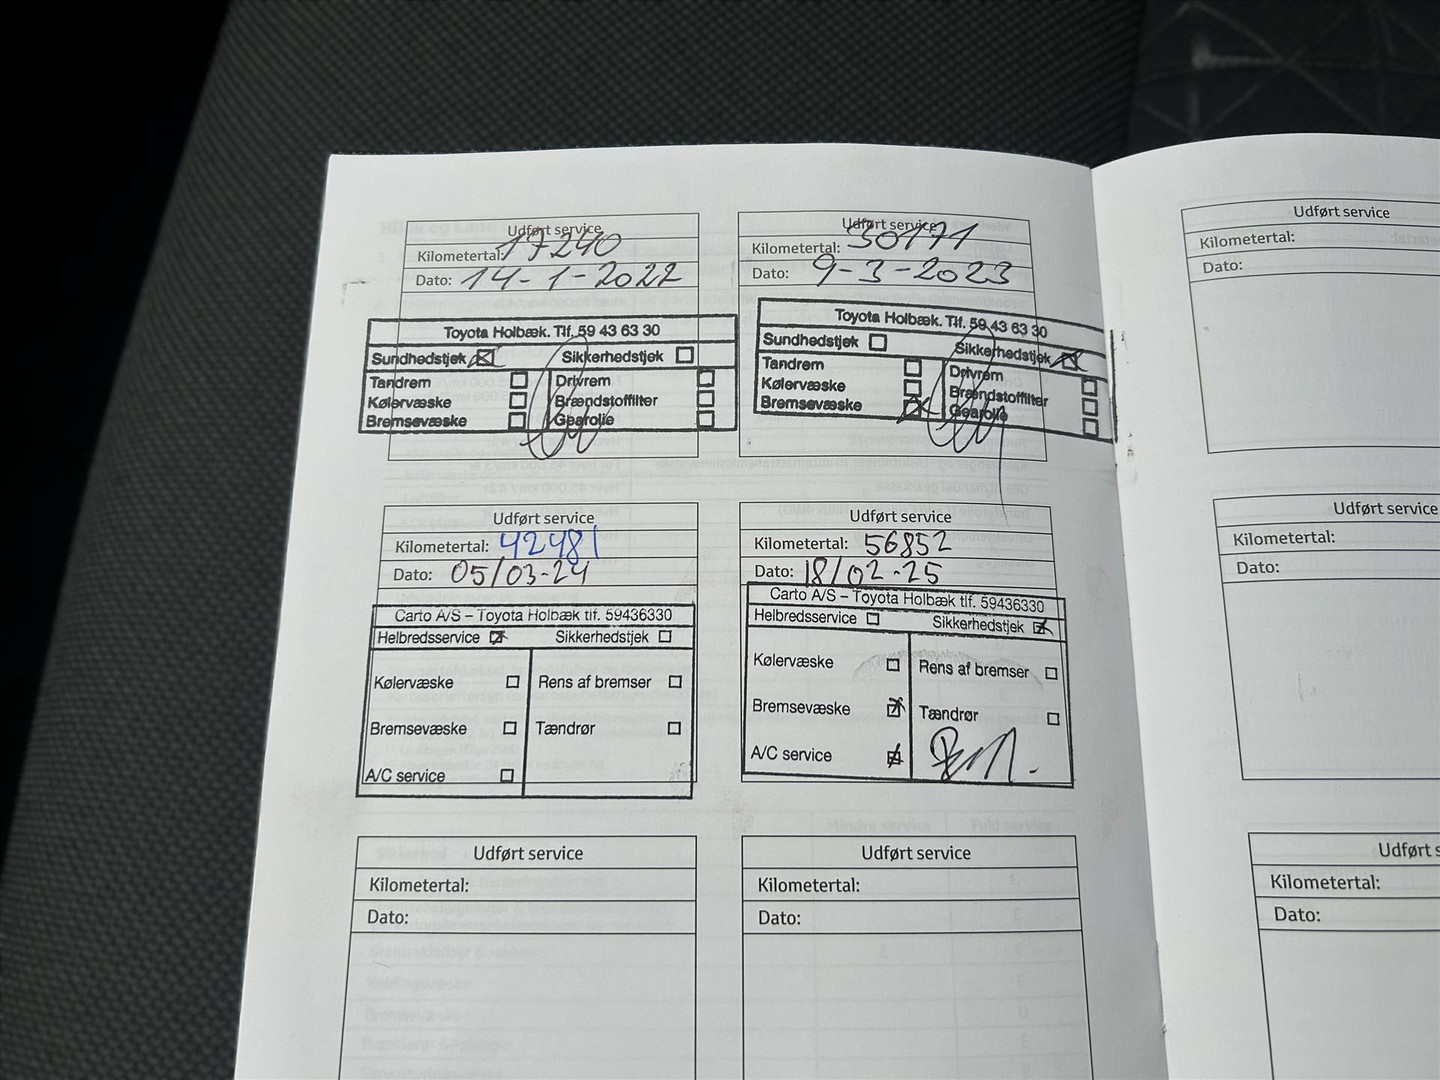 Udført service
Kilometertal: 17240
Dato: 14-1-2022
Toyota Holbæk. Tlf. 59 43 63 30
Sundhedstjek Sikkerhedstjek
Tandrem Drivrem
Kølervæske Brændstoffilter
Bremsevæske Gearolie
Udført service
Kilometertal: 30171
Dato: 9-3-2023
Toyota Holbæk. Tlf. 59 43 63 30
Sundhedstjek Sikkerhedstjek
Tandrem Drivrem
Kølervæske Brændstoffilter
Bremsevæske Gearolie
Udført service
Kilometertal: 42481
Dato: 05/03-24
Carto A/S – Toyota Holbæk tlf. 59436330
Helbredsservice Sikkerhedstjek
Kølervæske Rens af bremser
Bremsevæske Tændrør
A/C service
Udført service
Kilometertal: 56852
Dato: 18/02-25
Carto A/S – Toyota Holbæk tlf. 59436330
Helbredsservice Sikkerhedstjek
Kølervæske Rens af bremser
Bremsevæske Tændrør
A/C service
Udført service
Kilometertal:
Dato:
Udført service
Kilometertal:
Dato:
Udført service
Kilometertal:
Dato:
Udført service
Kilometertal:
Dato:
Udført s
Kilometertal:
Dato: